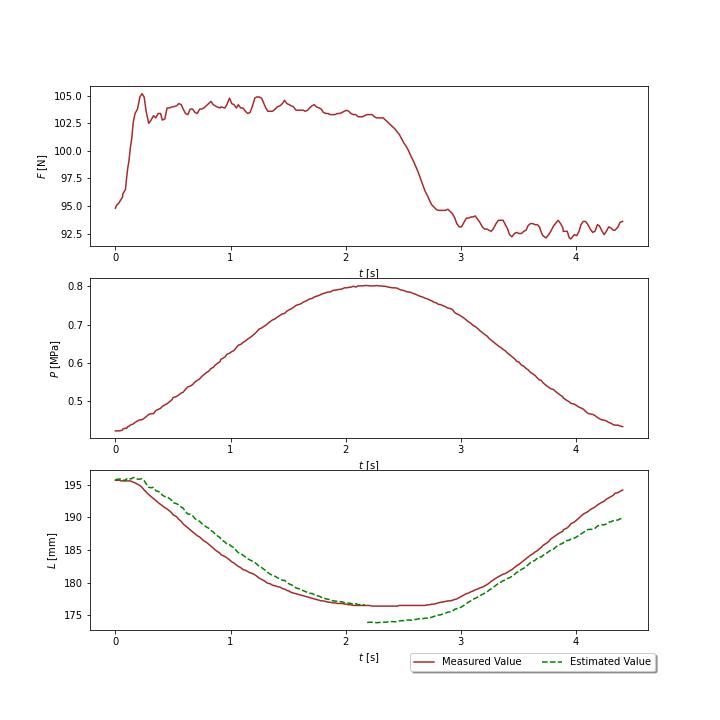 105.0
102.5
100.0
97.5
95.0
92.5
F [N]
0 1 2 3 4
t [s]
0.8
0.7
0.6
0.5
P [MPa]
0 1 2 3 4
t [s]
195
190
185
180
175
L [mm]
0 1 2 3 4
t [s]
Measured Value Estimated Value